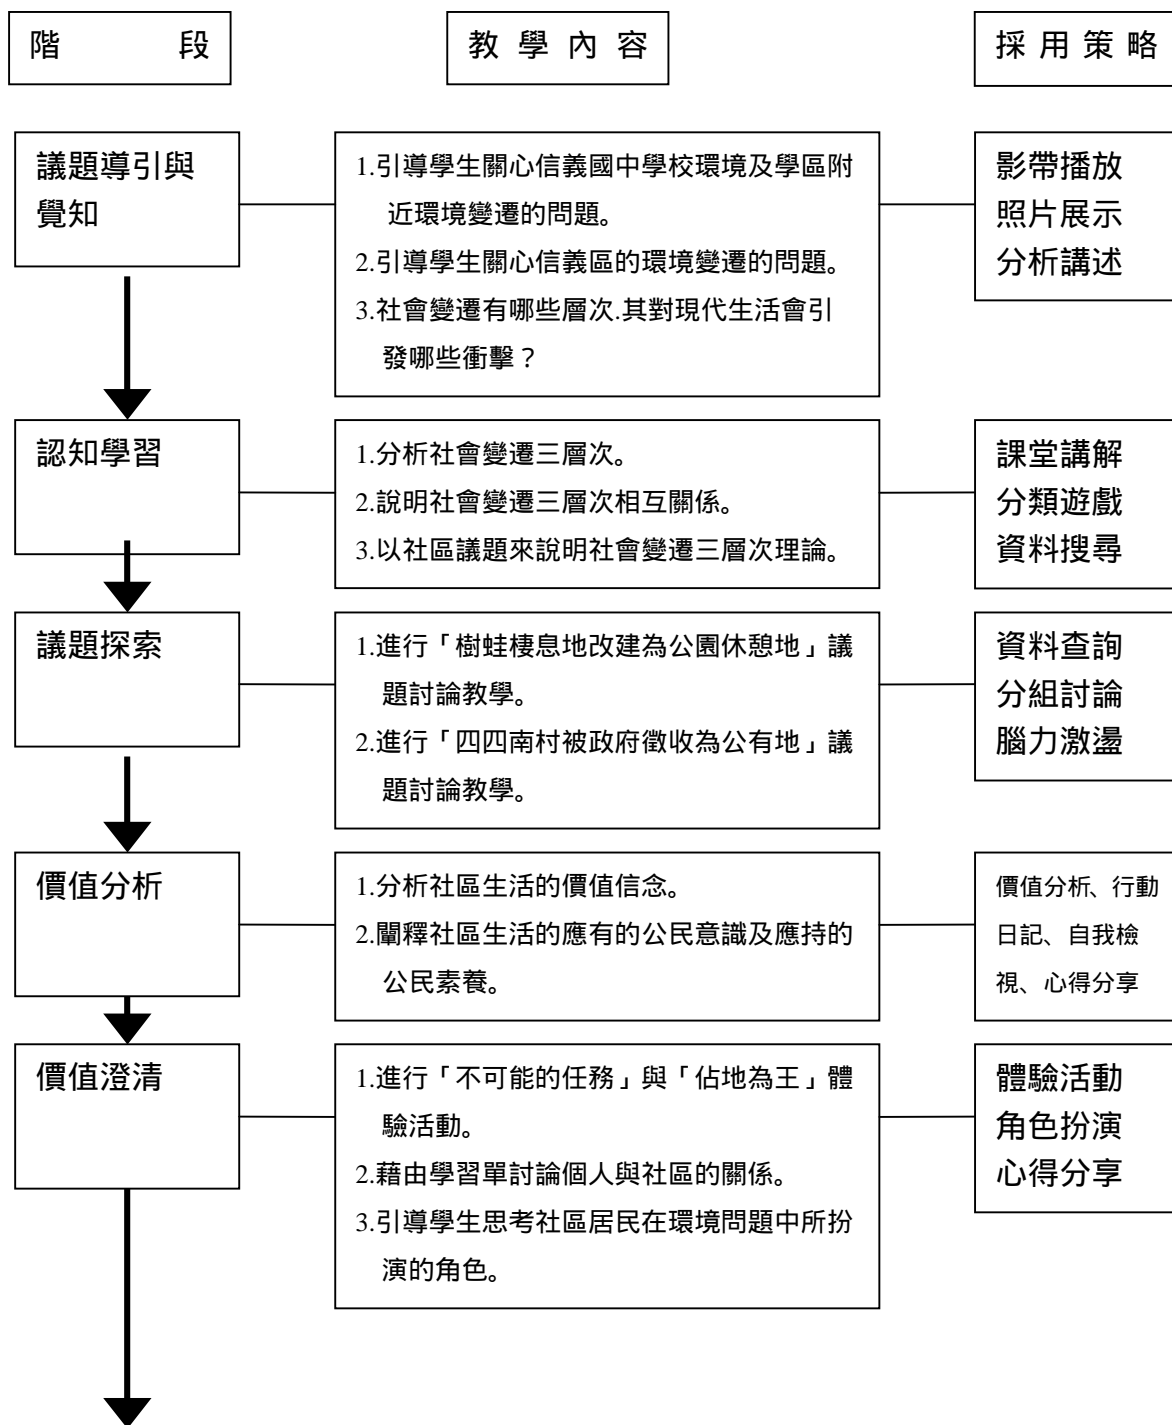 階 段
教 學 內 容
採 用 策 略
議題導引與
覺知
1.引導學生關心信義國中學校環境及學區附
近環境變遷的問題。
2.引導學生關心信義區的環境變遷的問題。
3.社會變遷有哪些層次.其對現代生活會引
發哪些衝擊？
影帶播放
照片展示
分析講述
認知學習
1.分析社會變遷三層次。
2.說明社會變遷三層次相互關係。
3.以社區議題來說明社會變遷三層次理論。
課堂講解
分類遊戲
資料搜尋
議題探索
1.進行「樹蛙棲息地改建為公園休憩地」議
題討論教學。
2.進行「四四南村被政府徵收為公有地」議
題討論教學。
資料查詢
分組討論
腦力激盪
價值分析
1.分析社區生活的價值信念。
2.闡釋社區生活的應有的公民意識及應持的
公民素養。
價值分析、行動
日記、自我檢
視、心得分享
價值澄清
1.進行「不可能的任務」與「佔地為王」體
驗活動。
2.藉由學習單討論個人與社區的關係。
3.引導學生思考社區居民在環境問題中所扮
演的角色。
體驗活動
角色扮演
心得分享